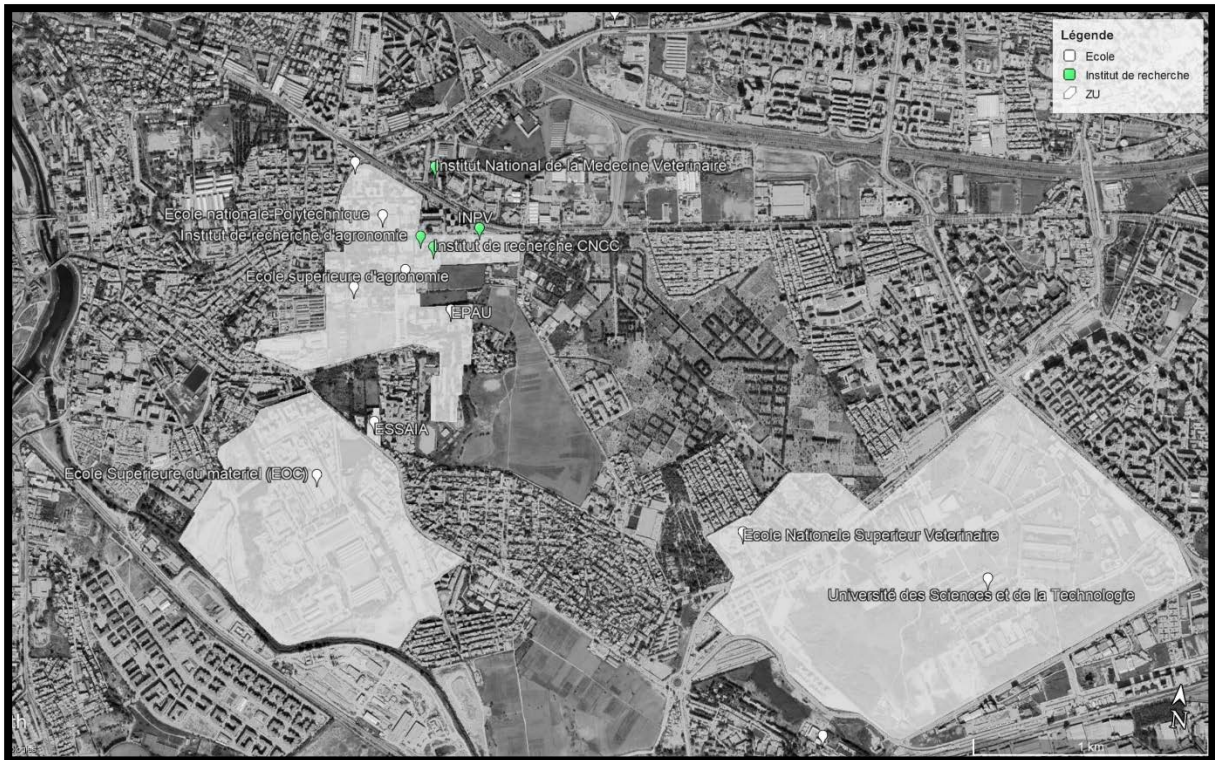 Légende
Ecole
Institut de recherche
ZU
Institut National de la Medecine Veterinaire
Ecole nationale Polytechnique
INPV
Institut de recherche d'agronomie
Institut de recherche CNCC
Ecole superieure d'agronomie
EPAU
ESSAIA
Ecole Superieure du materiel (EOC)
Ecole Nationale Superieur Veterinaire
Université des Sciences et de la Technologie
N
1 km